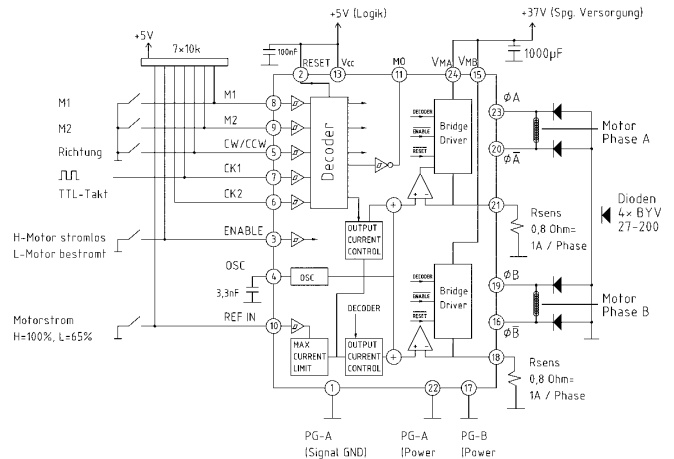 +5V (Logik)
+37V (Spg. Versorgung)
+5V
7×10k
100nF
1000µF
RESET
Vcc
MO
VMA
VMB
2
13
11
24
15
M1
8
M1
M2
9
M2
Richtung
5
CW/CCW
TTL-Takt
7
CK1
6
CK2
Decoder
DECODER
ENABLE
RESET
Bridge
Driver
+ -
23
ØA
20
ØA
Motor
Phase A
21
Rsens
0,8 Ohm=
1A / Phase
Dioden
4× BYV
27-200
H-Motor stromlos
L-Motor bestromt
3
ENABLE
OUTPUT
CURRENT
CONTROL
+
OSC
4
OSC
3,3nF
DECODER
ENABLE
RESET
Bridge
Driver
+ -
19
ØB
16
ØB
Motor
Phase B
Motorstrom
H=100%, L=65%
10
REF IN
DECODER
MAX
CURRENT
LIMIT
OUTPUT
CURRENT
CONTROL
+
18
Rsens
0,8 Ohm=
1A / Phase
1
22
17
PG-A
(Signal GND)
PG-A
(Power
PG-B
(Power